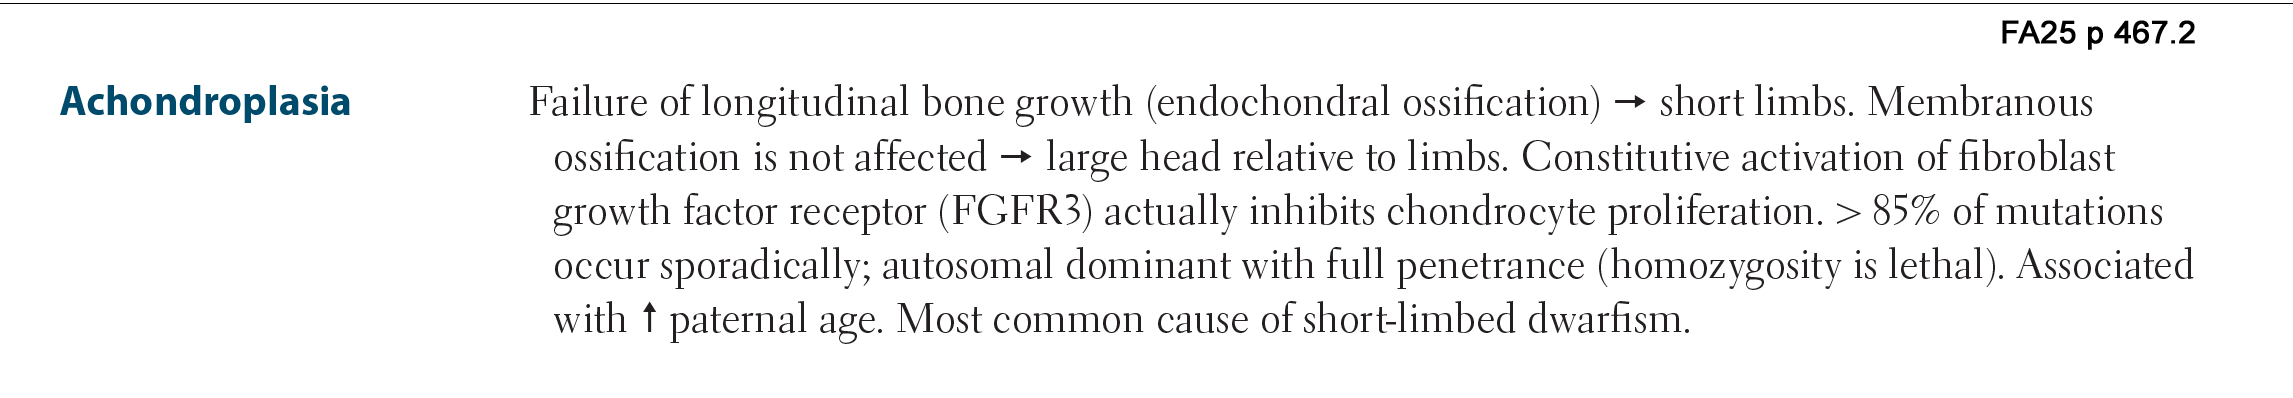 FA25 p 467.2
Achondroplasia Failure of longitudinal bone growth (endochondral ossification) → short limbs. Membranous
ossification is not affected → large head relative to limbs. Constitutive activation of fibroblast
growth factor receptor (FGFR3) actually inhibits chondrocyte proliferation. > 85% of mutations
occur sporadically; autosomal dominant with full penetrance (homozygosity is lethal). Associated
with ↑ paternal age. Most common cause of short-limbed dwarfism.